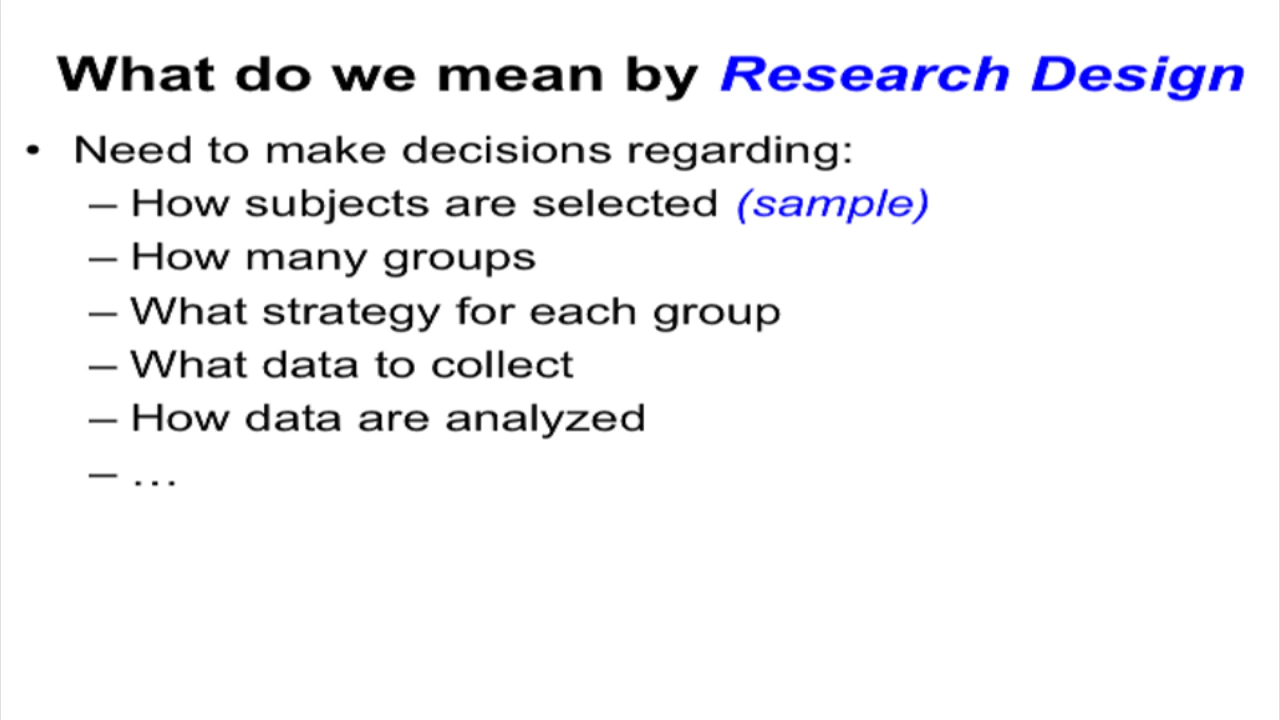 What do we mean by Research Design
• Need to make decisions regarding:
– How subjects are selected (sample)
– How many groups
– What strategy for each group
– What data to collect
– How data are analyzed
– …